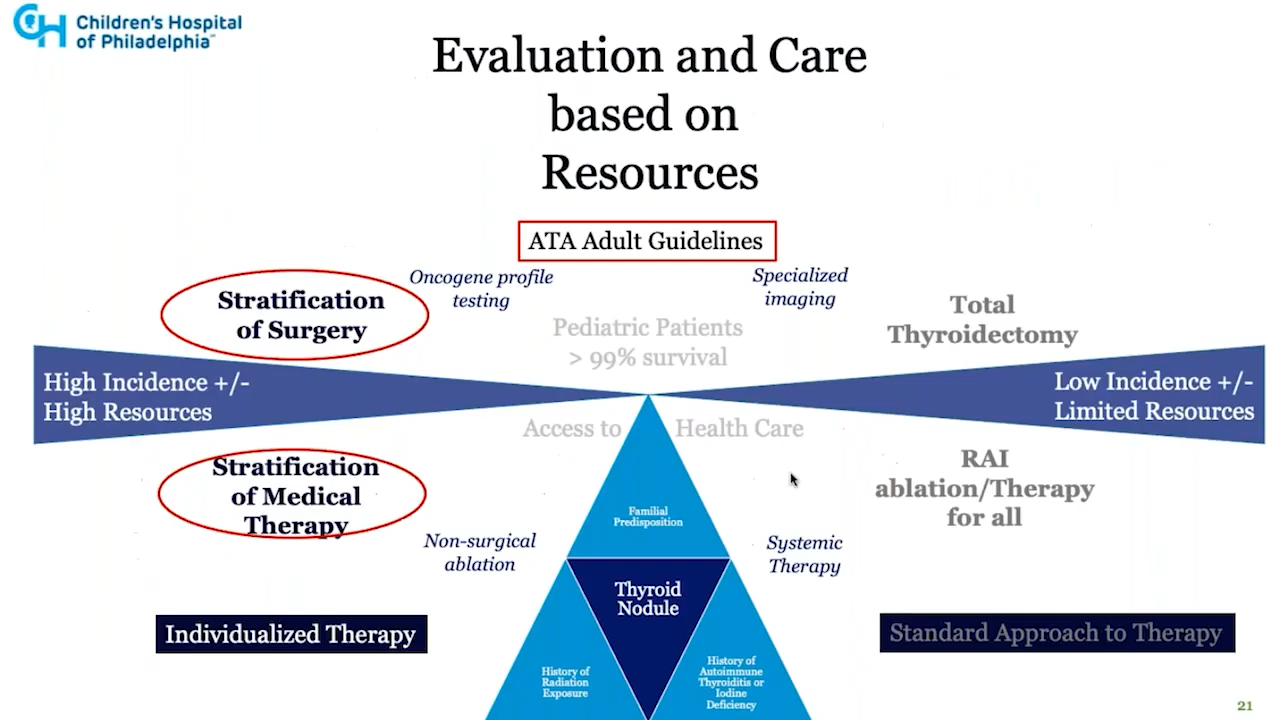 Children's Hospital
of Philadelphia™
Evaluation and Care
based on
Resources
ATA Adult Guidelines
Oncogene profile
testing
Specialized
imaging
Stratification
of Surgery
Pediatric Patients
> 99% survival
Total
Thyroidectomy
High Incidence +/-
High Resources
Low Incidence +/-
Limited Resources
Access to
Health Care
Stratification
of Medical
Therapy
RAI
ablation/Therapy
for all
Familial
Predisposition
Non-surgical
ablation
Systemic
Therapy
Thyroid
Nodule
Individualized Therapy
Standard Approach to Therapy
History of
Radiation
Exposure
History of
Autoimmune
Thyroiditis or
Iodine
Deficiency
21